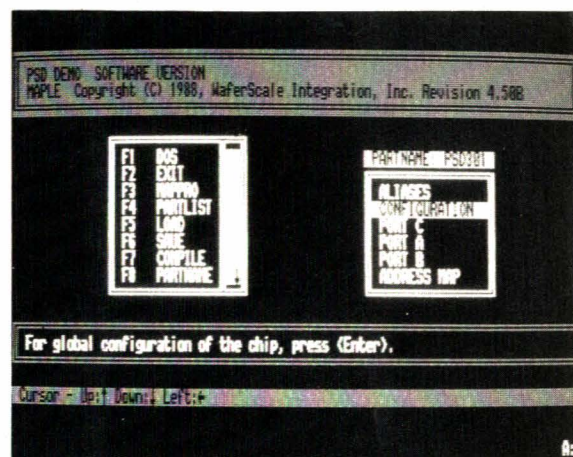 PSD DEMO SOFTWARE VERSION
MAPLE Copyright (C) 1988, WaferScale Integration, Inc. Revision 4.50B
F1 DOS
F2 EXIT
F3 MAPPRO
F4 PARTLIST
F5 LOAD
F6 SAVE
F7 COMPILE
F8 PARTNAME ↓
PARTNAME PSD301
ALIASES
CONFIGURATION
PORT C
PORT A
PORT B
ADDRESS MAP
For global configuration of the chip, press <Enter>.
Cursor - Up:↑ Down:↓ Left:←
A: